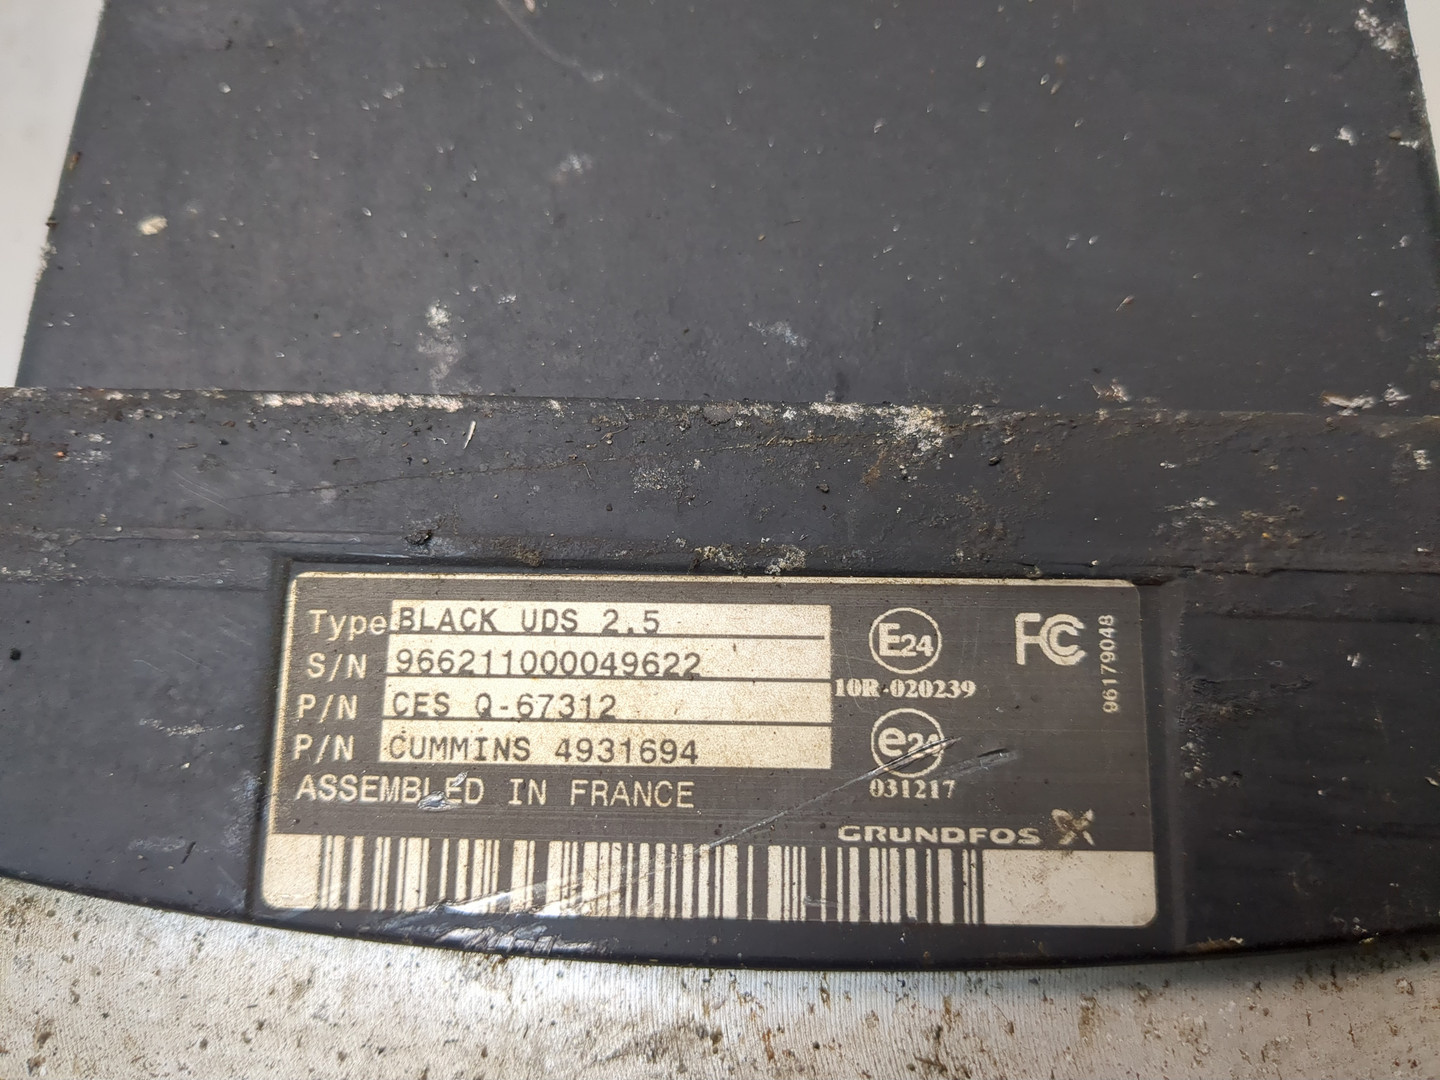 Type BLACK UDS 2.5
S/N 966211000049622
P/N CES Q-67312
P/N CUMMINS 4931694
ASSEMBLED IN FRANCE
E24
10R-020239
e24
031217
FC
96179048
GRUNDFOS